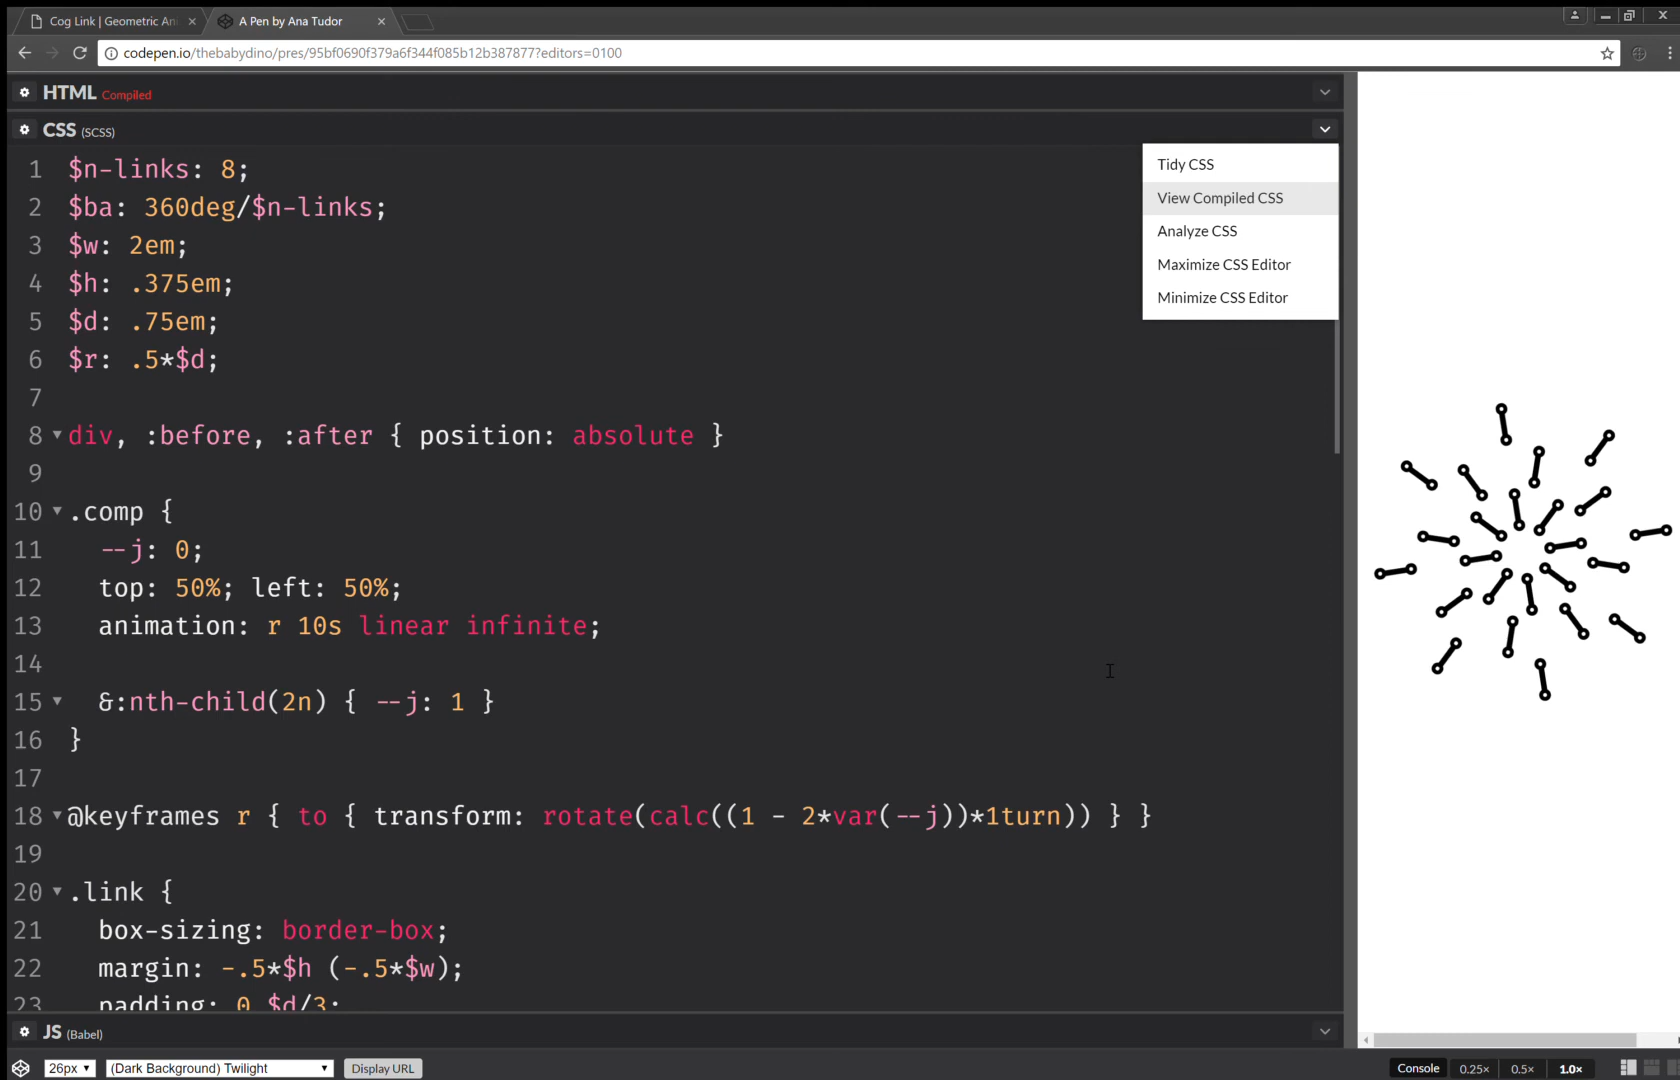 Cog Link | Geometric Ani
A Pen by Ana Tudor
codepen.io/thebabydino/pres/95bf0690f379a6f344f085b12b387877?editors=0100
HTML Compiled
CSS (SCSS)
Tidy CSS
View Compiled CSS
Analyze CSS
Maximize CSS Editor
Minimize CSS Editor
1 $n-links: 8;
2 $ba: 360deg/$n-links;
3 $w: 2em;
4 $h: .375em;
5 $d: .75em;
6 $r: .5*$d;
7
8 div, :before, :after { position: absolute }
9
10 .comp {
11 --j: 0;
12 top: 50%; left: 50%;
13 animation: r 10s linear infinite;
14
15 &:nth-child(2n) { --j: 1 }
16 }
17
18 @keyframes r { to { transform: rotate(calc((1 - 2*var(--j))*1turn)) } }
19
20 .link {
21 box-sizing: border-box;
22 margin: -.5*$h (-.5*$w);
23 padding: 0 $d/3;
JS (Babel)
26px (Dark Background) Twilight Display URL Console 0.25× 0.5× 1.0×